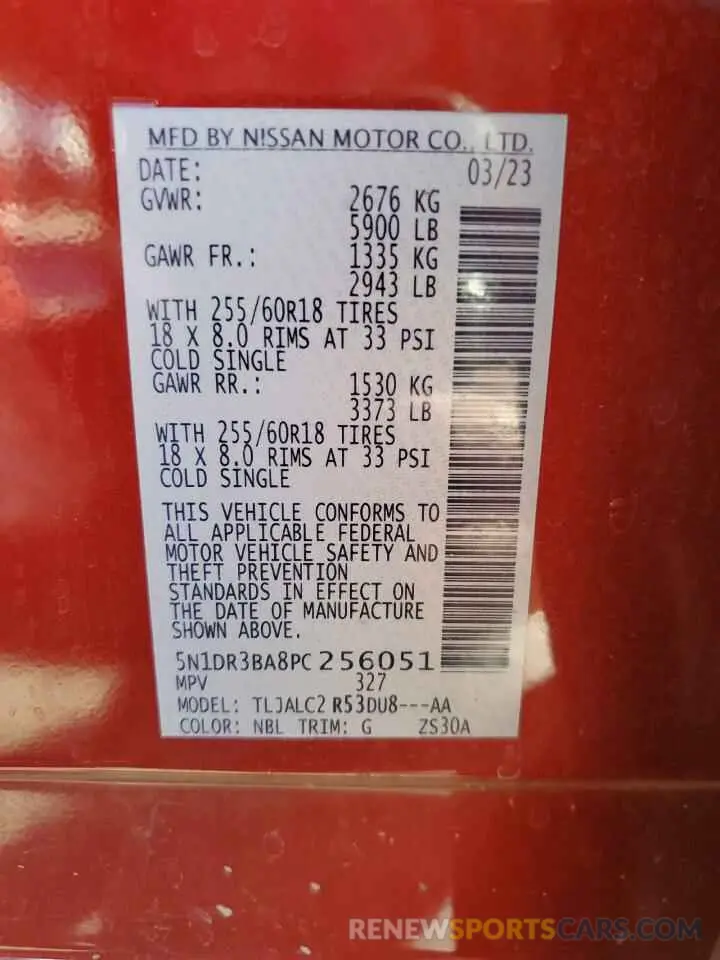 MFD BY NISSAN MOTOR CO., LTD.
DATE: 03/23
GVWR: 2676 KG
5900 LB
GAWR FR.: 1335 KG
2943 LB
WITH 255/60R18 TIRES
18 X 8.0 RIMS AT 33 PSI
COLD SINGLE
GAWR RR.: 1530 KG
3373 LB
WITH 255/60R18 TIRES
18 X 8.0 RIMS AT 33 PSI
COLD SINGLE
THIS VEHICLE CONFORMS TO
ALL APPLICABLE FEDERAL
MOTOR VEHICLE SAFETY AND
THEFT PREVENTION
STANDARDS IN EFFECT ON
THE DATE OF MANUFACTURE
SHOWN ABOVE.
5N1DR3BA8PC256051
MPV 327
MODEL: TLJALC2 R53DU8---AA
COLOR: NBL TRIM: G ZS30A
RENEWSPORTSCARS.COM